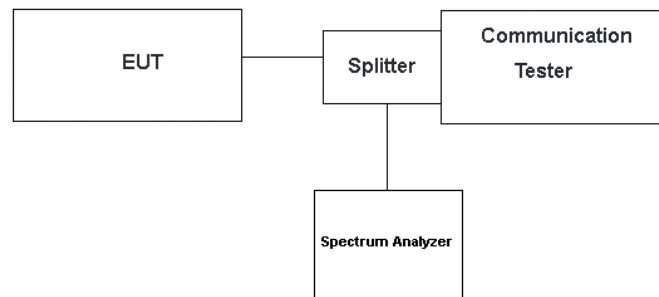 EUT
Splitter
Communication
Tester
Spectrum Analyzer